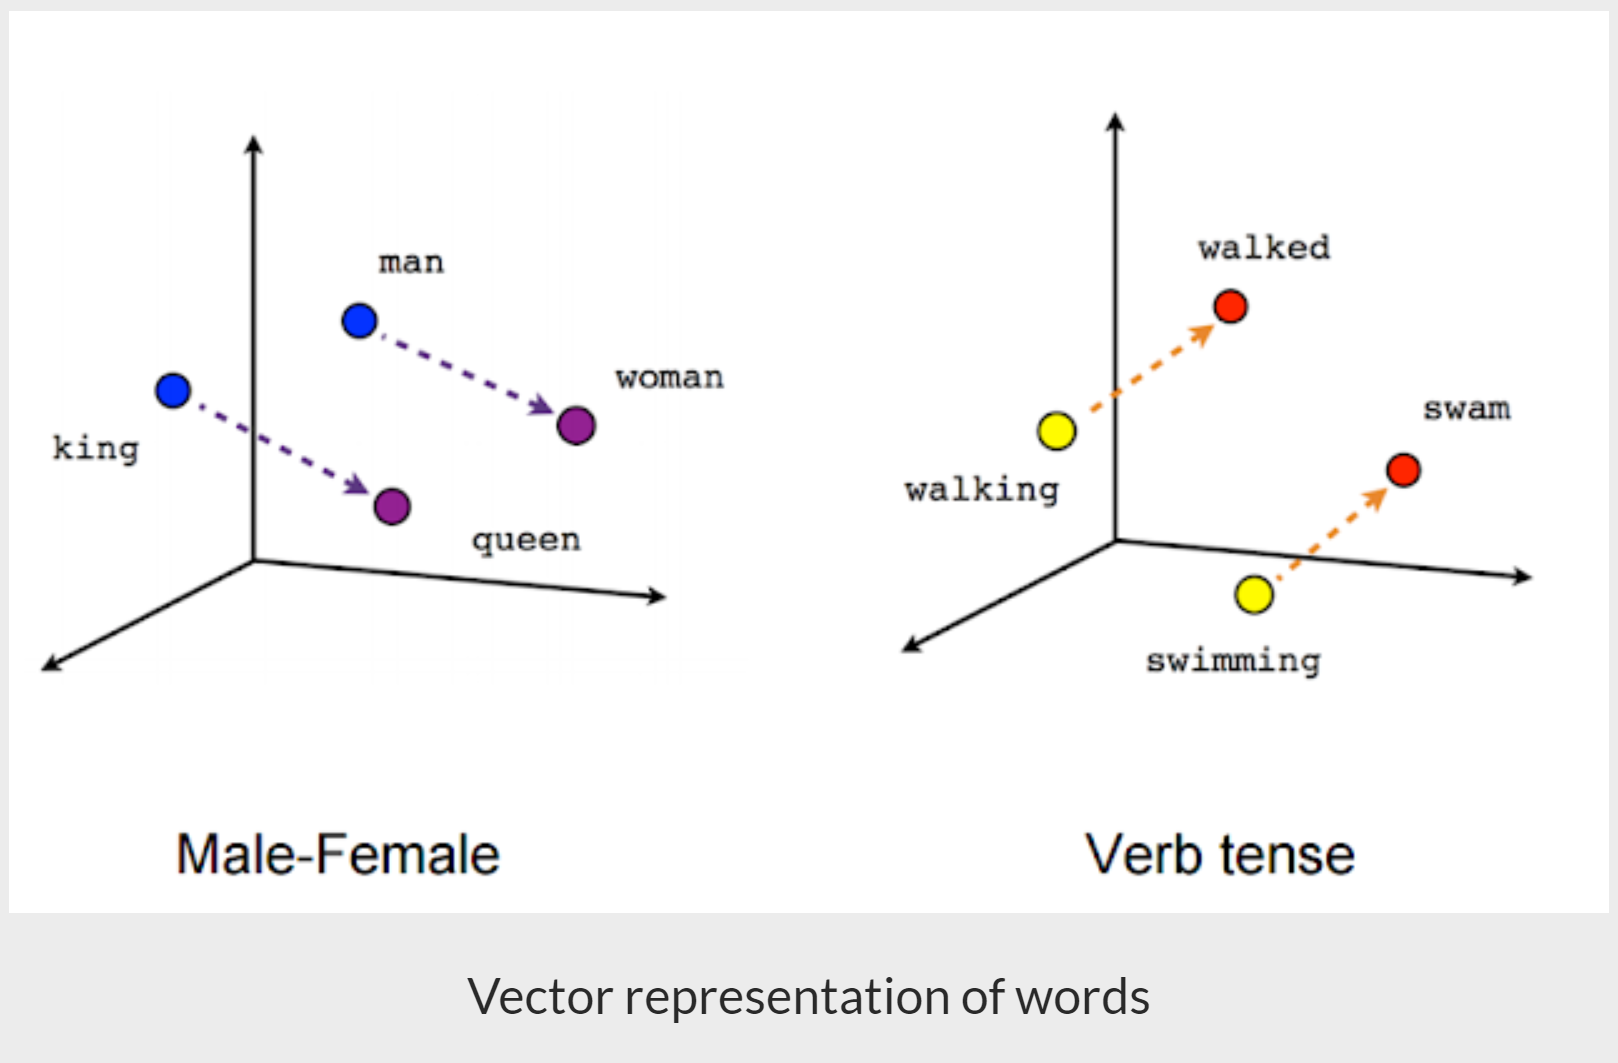 man
woman
king
queen
Male-Female
walked
swam
walking
swimming
Verb tense
Vector representation of words